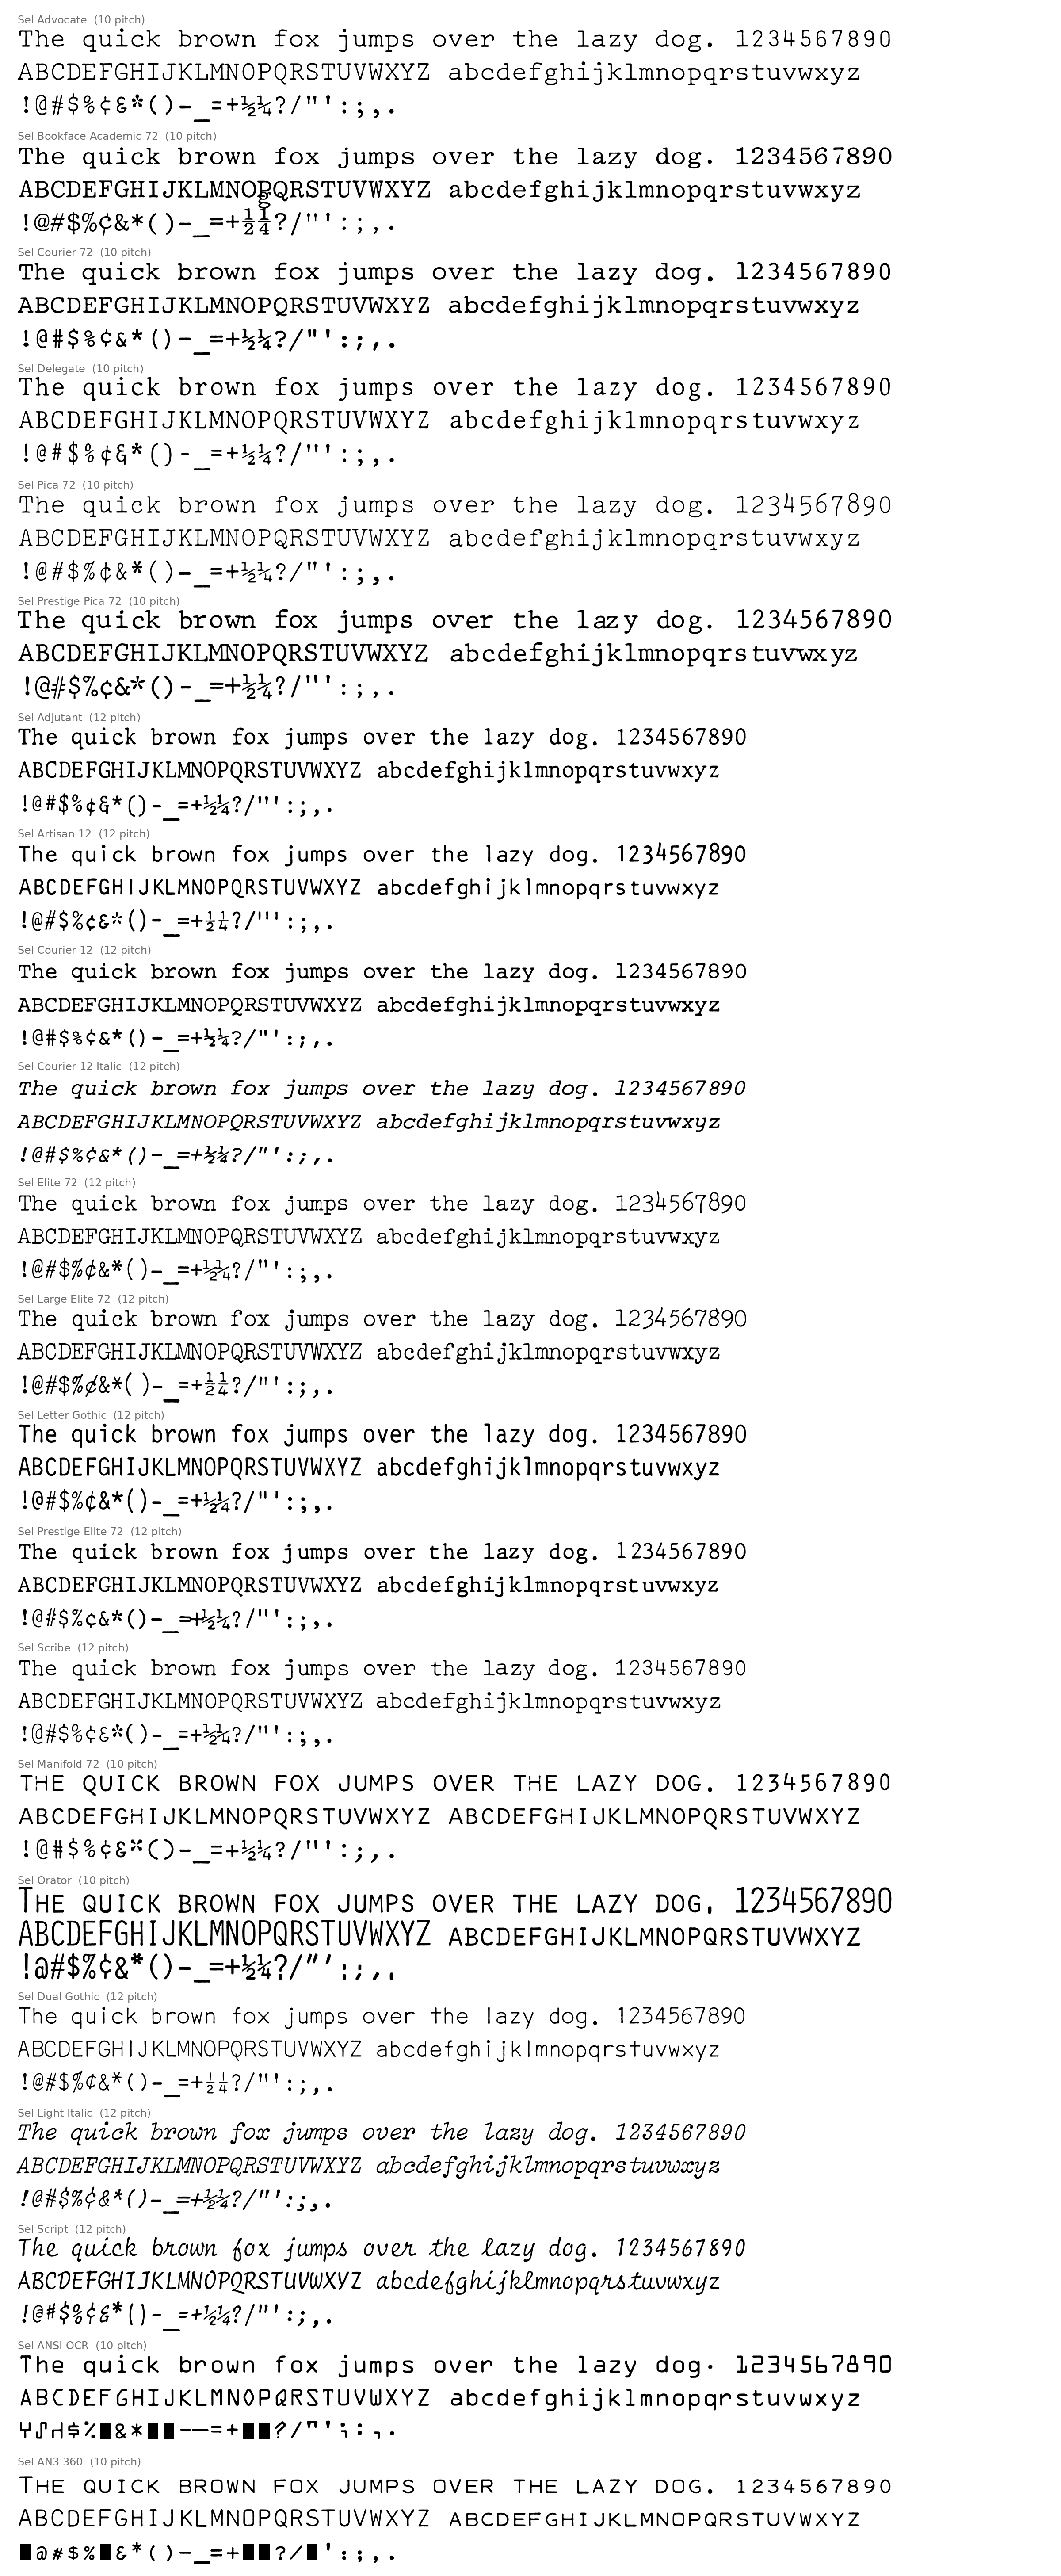 Sel Advocate (10 pitch)
The quick brown fox jumps over the lazy dog. 1234567890
ABCDEFGHIJKLMNOPQRSTUVWXYZ abcdefghijklmnopqrstuvwxyz
!@#$%¢&*()-_=+½¼?/"':;,.
Sel Bookface Academic 72 (10 pitch)
The quick brown fox jumps over the lazy dog. 1234567890
ABCDEFGHIJKLMNOPQRSTUVWXYZ abcdefghijklmnopqrstuvwxyz
!@#$%¢&*()-_=+½¼?/"':;,.
Sel Courier 72 (10 pitch)
The quick brown fox jumps over the lazy dog. 1234567890
ABCDEFGHIJKLMNOPQRSTUVWXYZ abcdefghijklmnopqrstuvwxyz
!@#$%¢&*()-_=+½¼?/"':;,.
Sel Delegate (10 pitch)
The quick brown fox jumps over the lazy dog. 1234567890
ABCDEFGHIJKLMNOPQRSTUVWXYZ abcdefghijklmnopqrstuvwxyz
!@#$%¢&*()-_=+½¼?/"':;,.
Sel Pica 72 (10 pitch)
The quick brown fox jumps over the lazy dog. 1234567890
ABCDEFGHIJKLMNOPQRSTUVWXYZ abcdefghijklmnopqrstuvwxyz
!@#$%¢&*()-_=+½¼?/"':;,.
Sel Prestige Pica 72 (10 pitch)
The quick brown fox jumps over the lazy dog. 1234567890
ABCDEFGHIJKLMNOPQRSTUVWXYZ abcdefghijklmnopqrstuvwxyz
!@#$%¢&*()-_=+½¼?/"':;,.
Sel Adjutant (12 pitch)
The quick brown fox jumps over the lazy dog. 1234567890
ABCDEFGHIJKLMNOPQRSTUVWXYZ abcdefghijklmnopqrstuvwxyz
!@#$%¢&*()-_=+½¼?/"':;,.
Sel Artisan 12 (12 pitch)
The quick brown fox jumps over the lazy dog. 1234567890
ABCDEFGHIJKLMNOPQRSTUVWXYZ abcdefghijklmnopqrstuvwxyz
!@#$%¢&*()-_=+½¼?/"':;,.
Sel Courier 12 (12 pitch)
The quick brown fox jumps over the lazy dog. 1234567890
ABCDEFGHIJKLMNOPQRSTUVWXYZ abcdefghijklmnopqrstuvwxyz
!@#$%¢&*()-_=+½¼?/"':;,.
Sel Courier 12 Italic (12 pitch)
The quick brown fox jumps over the lazy dog. 1234567890
ABCDEFGHIJKLMNOPQRSTUVWXYZ abcdefghijklmnopqrstuvwxyz
!@#$%¢&*()-_=+½¼?/"':;,.
Sel Elite 72 (12 pitch)
The quick brown fox jumps over the lazy dog. 1234567890
ABCDEFGHIJKLMNOPQRSTUVWXYZ abcdefghijklmnopqrstuvwxyz
!@#$%¢&*()-_=+½¼?/"':;,.
Sel Large Elite 72 (12 pitch)
The quick brown fox jumps over the lazy dog. 1234567890
ABCDEFGHIJKLMNOPQRSTUVWXYZ abcdefghijklmnopqrstuvwxyz
!@#$%¢&*()-_=+½¼?/"':;,.
Sel Letter Gothic (12 pitch)
The quick brown fox jumps over the lazy dog. 1234567890
ABCDEFGHIJKLMNOPQRSTUVWXYZ abcdefghijklmnopqrstuvwxyz
!@#$%¢&*()-_=+½¼?/"':;,.
Sel Prestige Elite 72 (12 pitch)
The quick brown fox jumps over the lazy dog. 1234567890
ABCDEFGHIJKLMNOPQRSTUVWXYZ abcdefghijklmnopqrstuvwxyz
!@#$%¢&*()-_=+½¼?/"':;,.
Sel Scribe (12 pitch)
The quick brown fox jumps over the lazy dog. 1234567890
ABCDEFGHIJKLMNOPQRSTUVWXYZ abcdefghijklmnopqrstuvwxyz
!@#$%¢&*()-_=+½¼?/"':;,.
Sel Manifold 72 (10 pitch)
THE QUICK BROWN FOX JUMPS OVER THE LAZY DOG. 1234567890
ABCDEFGHIJKLMNOPQRSTUVWXYZ ABCDEFGHIJKLMNOPQRSTUVWXYZ
!@#$%¢&*()-_=+½¼?/"':;,.
Sel Orator (10 pitch)
THE QUICK BROWN FOX JUMPS OVER THE LAZY DOG. 1234567890
ABCDEFGHIJKLMNOPQRSTUVWXYZ ABCDEFGHIJKLMNOPQRSTUVWXYZ
!@#$%¢&*()-_=+½¼?/"':;,.
Sel Dual Gothic (12 pitch)
The quick brown fox jumps over the lazy dog. 1234567890
ABCDEFGHIJKLMNOPQRSTUVWXYZ abcdefghijklmnopqrstuvwxyz
!@#$%¢&*()-_=+½¼?/"':;,.
Sel Light Italic (12 pitch)
The quick brown fox jumps over the lazy dog. 1234567890
ABCDEFGHIJKLMNOPQRSTUVWXYZ abcdefghijklmnopqrstuvwxyz
!@#$%¢&*()-_=+½¼?/"':;,.
Sel Script (12 pitch)
The quick brown fox jumps over the lazy dog. 1234567890
ABCDEFGHIJKLMNOPQRSTUVWXYZ abcdefghijklmnopqrstuvwxyz
!@#$%¢&*()-_=+½¼?/"':;,.
Sel ANSI OCR (10 pitch)
The quick brown fox jumps over the lazy dog. 1234567890
ABCDEFGHIJKLMNOPQRSTUVWXYZ abcdefghijklmnopqrstuvwxyz
⑂⑀⑁$%■&*■■-—=+■■?/"';:,.
Sel AN3 360 (10 pitch)
THE QUICK BROWN FOX JUMPS OVER THE LAZY DOG. 1234567890
ABCDEFGHIJKLMNOPQRSTUVWXYZ ABCDEFGHIJKLMNOPQRSTUVWXYZ
■@#$%■&*()-_=+■■?/■':;,.